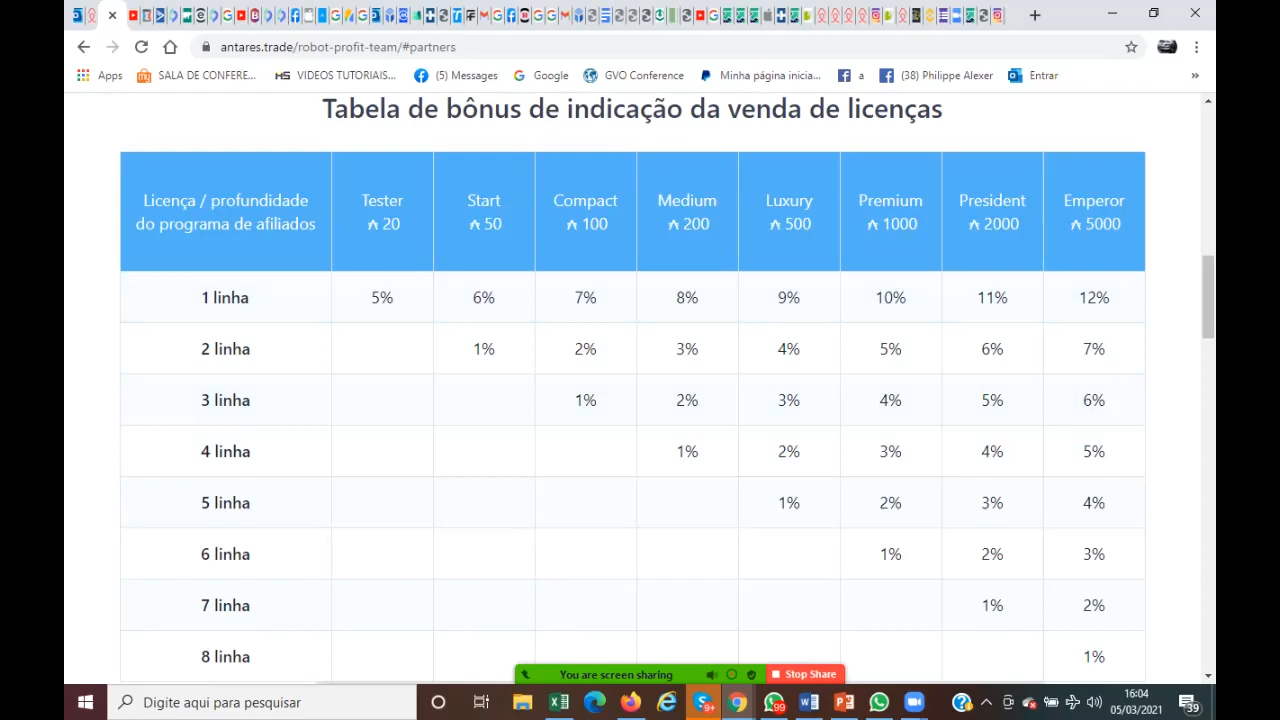 antares.trade/robot-profit-team/#partners
Apps SALA DE CONFERE... VIDEOS TUTORIAIS... (5) Messages Google GVO Conference Minha página inicia... a (38) Philippe Alexer Entrar »
Tabela de bônus de indicação da venda de licenças
Licença / profundidade do programa de afiliados Tester 20 Start 50 Compact 100 Medium 200 Luxury 500 Premium 1000 President 2000 Emperor 5000
1 linha 5% 6% 7% 8% 9% 10% 11% 12%
2 linha 1% 2% 3% 4% 5% 6% 7%
3 linha 1% 2% 3% 4% 5% 6%
4 linha 1% 2% 3% 4% 5%
5 linha 1% 2% 3% 4%
6 linha 1% 2% 3%
7 linha 1% 2%
8 linha 1%
You are screen sharing Stop Share
Digite aqui para pesquisar
16:04
05/03/2021
39